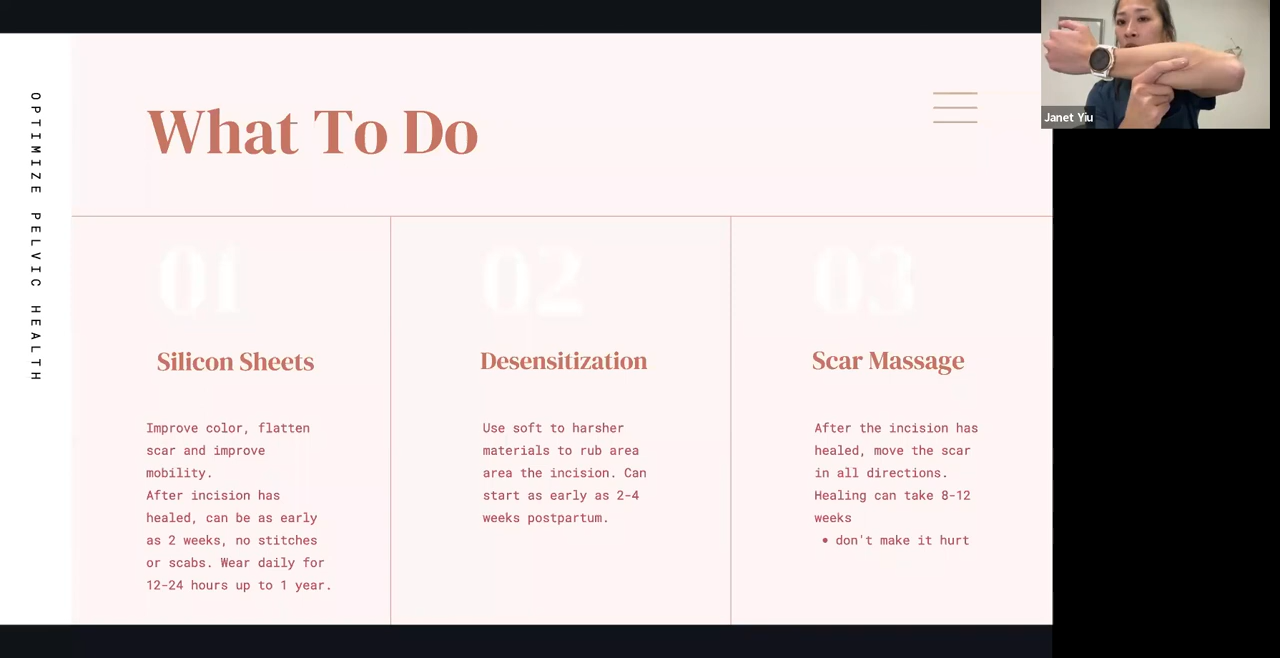 OPTIMIZE PELVIC HEALTH
What To Do
Janet Yiu
01
Silicon Sheets
Improve color, flatten
scar and improve
mobility.
After incision has
healed, can be as early
as 2 weeks, no stitches
or scabs. Wear daily for
12-24 hours up to 1 year.
02
Desensitization
Use soft to harsher
materials to rub area
area the incision. Can
start as early as 2-4
weeks postpartum.
03
Scar Massage
After the incision has
healed, move the scar
in all directions.
Healing can take 8-12
weeks
• don't make it hurt